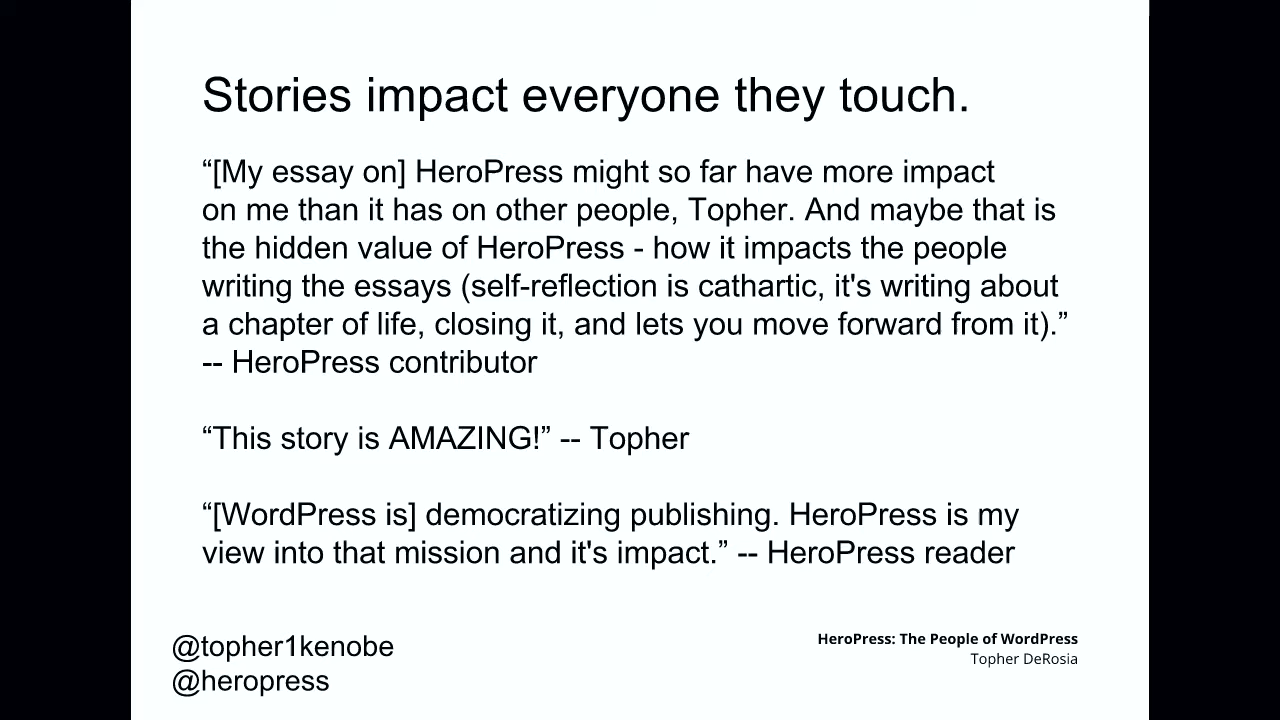 Stories impact everyone they touch.
“[My essay on] HeroPress might so far have more impact
on me than it has on other people, Topher. And maybe that is
the hidden value of HeroPress - how it impacts the people
writing the essays (self-reflection is cathartic, it's writing about
a chapter of life, closing it, and lets you move forward from it).”
-- HeroPress contributor
“This story is AMAZING!” -- Topher
“[WordPress is] democratizing publishing. HeroPress is my
view into that mission and it's impact.” -- HeroPress reader
@topher1kenobe
@heropress
HeroPress: The People of WordPress
Topher DeRosia